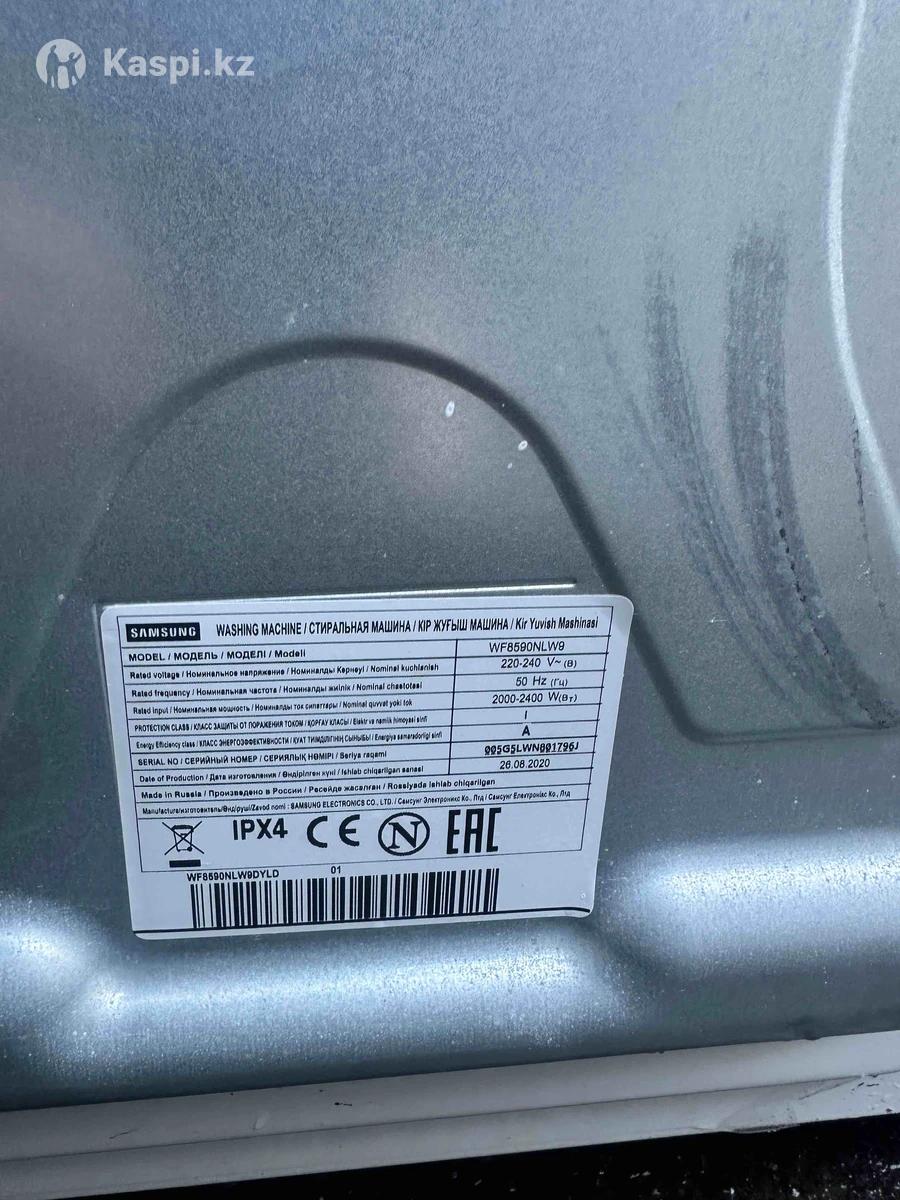 Kaspi.kz
SAMSUNG WASHING MACHINE / СТИРАЛЬНАЯ МАШИНА / КІР ЖУҒЫШ МАШИНА / Kir Yuvish Mashinasi
MODEL / МОДЕЛЬ / МОДЕЛІ / Modeli WF8590NLW9
Rated voltage / Номинальное напряжение / Номиналды Кернеуі / Nominal kuchlanish 220-240 V~ (В)
Rated frequency / Номинальная частота / Номиналды жиілік / Nominal chastotasi 50 Hz (Гц)
Rated input / Номинальная мощность / Номиналды ток сипаттары / Nominal quvvat yoki tok 2000-2400 W(Вт)
PROTECTION CLASS / КЛАСС ЗАЩИТЫ ОТ ПОРАЖЕНИЯ ТОКОМ / ҚОРҒАУ КЛАСЫ / Elektr va namlik himoyasi sinfi I
Energy Efficiency class / КЛАСС ЭНЕРГОЭФФЕКТИВНОСТИ / ҚУАТ ТИІМДІЛІГІНІҢ СЫНЫБЫ / Energiya samaradorligi sinfi A
SERIAL NO / СЕРИЙНЫЙ НОМЕР / СЕРИЯЛЫҚ НӨМІРІ / Seriya raqami 005G5LWN801796J
Date of Production / Дата изготовления / Өндірілген күні / Ishlab chiqarilgan sanasi 26.08.2020
Made in Russia / Произведено в России / Ресейде жасалған / Rossiyada ishlab chiqarilgan
Manufacture/изготовитель/Өндіруші/Zavod nomi : SAMSUNG ELECTRONICS CO., LTD. / Самсунг Электроникс Ко., Лтд / Самсунг Еlectronікс Ко., Лтд
IPX4 CE N EAC
WF8590NLW9DYLD 01